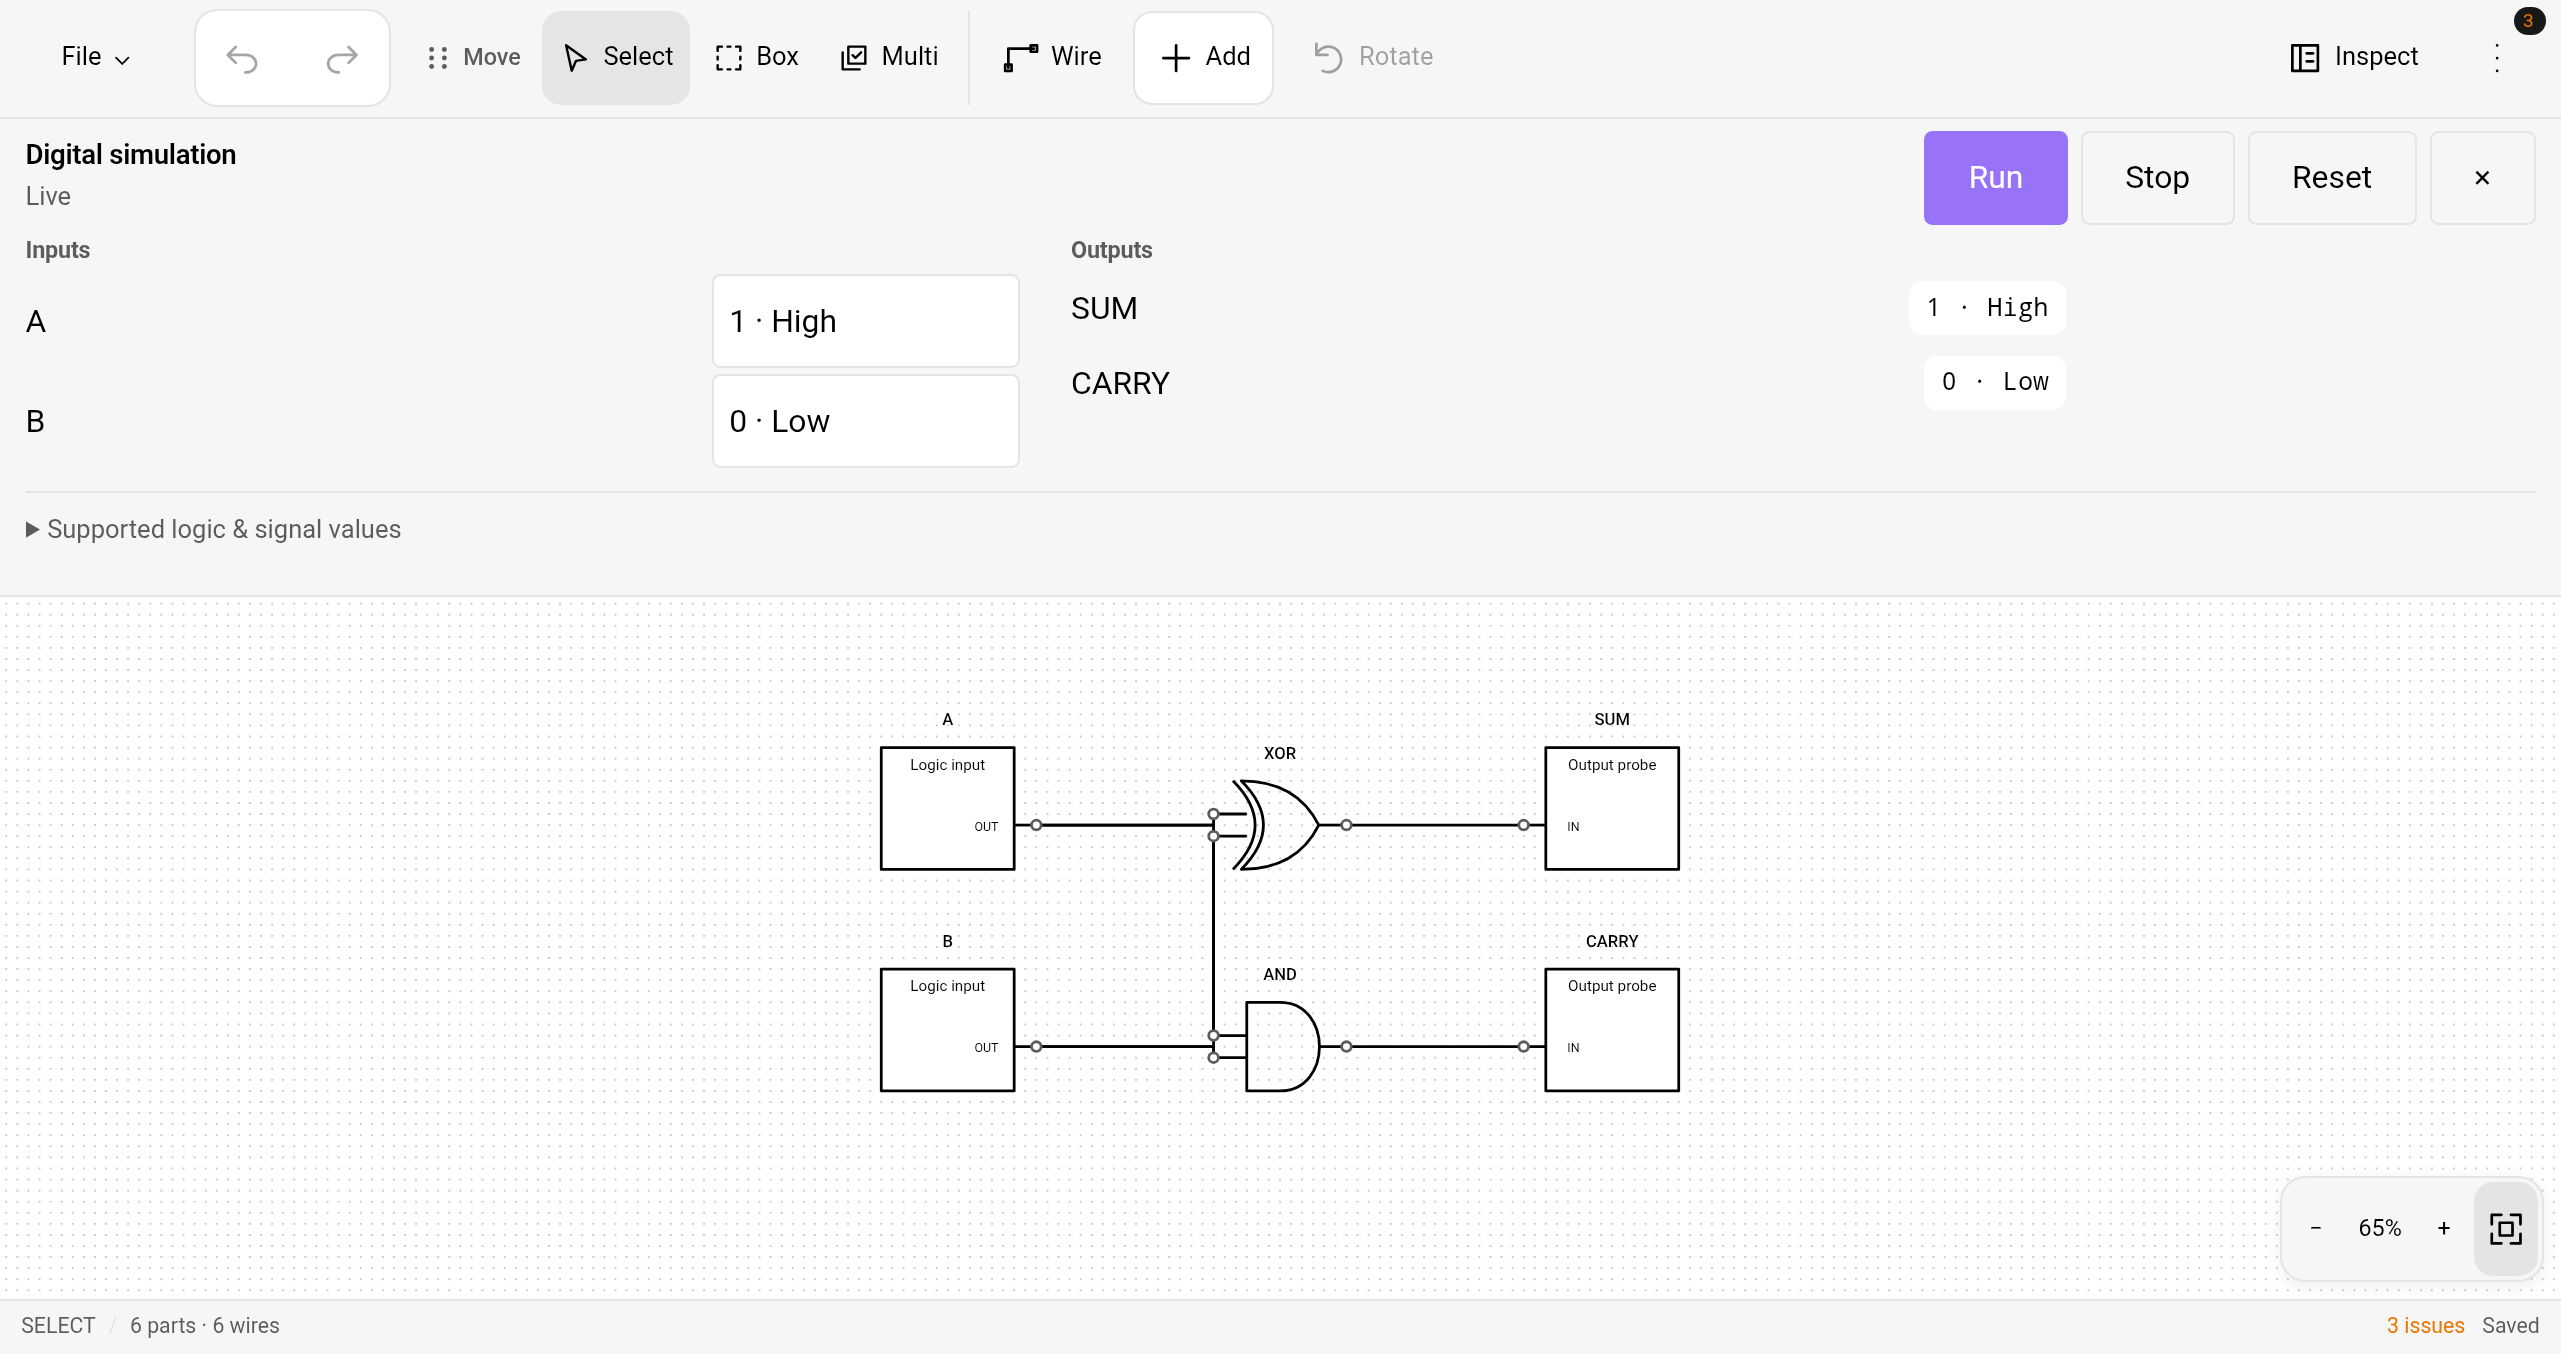 File
Move
Select
Box
Multi
Wire
Add
Rotate
Inspect
3
Digital simulation
Live
Run
Stop
Reset
×
Inputs
Outputs
A
1 · High
SUM
1 · High
B
0 · Low
CARRY
0 · Low
Supported logic & signal values
A
Logic input
OUT
XOR
SUM
Output probe
IN
B
Logic input
OUT
AND
CARRY
Output probe
IN
− 65% +
SELECT / 6 parts · 6 wires
3 issues Saved